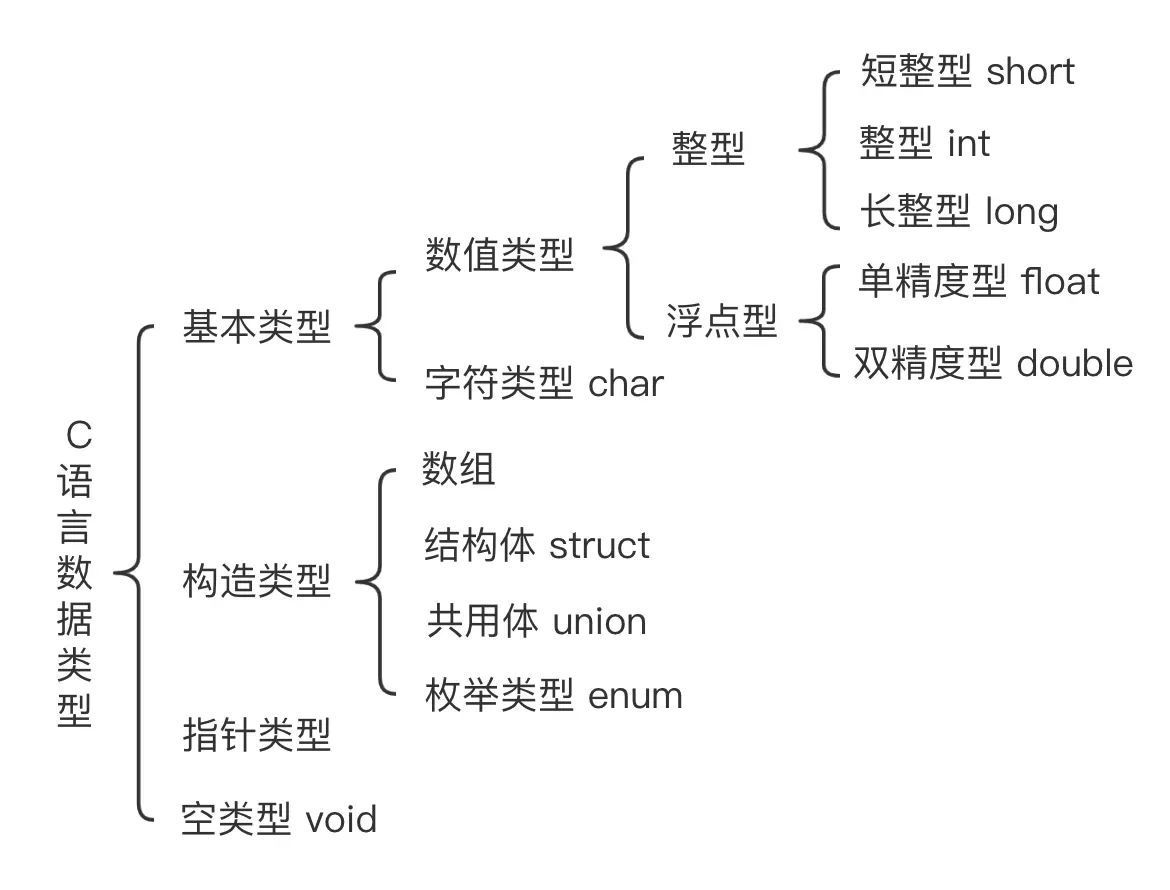 C语言数据类型
基本类型
数值类型
整型
短整型 short
整型 int
长整型 long
浮点型
单精度型 float
双精度型 double
字符类型 char
构造类型
数组
结构体 struct
共用体 union
枚举类型 enum
指针类型
空类型 void